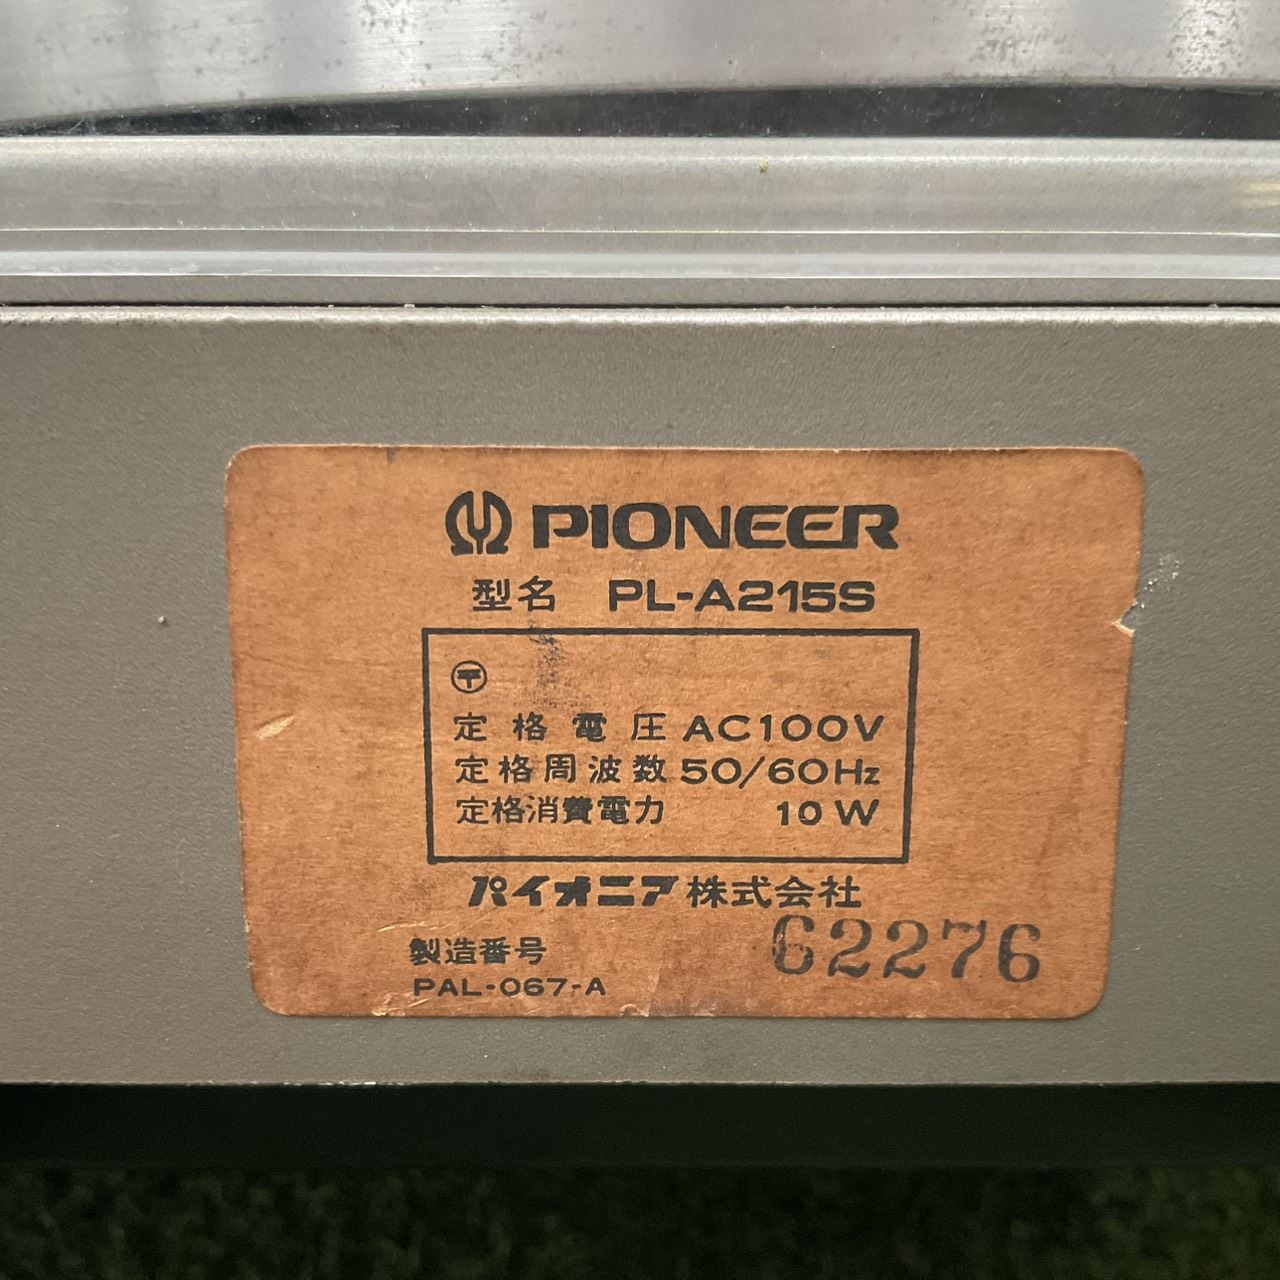 PIONEER
型名 PL-A215S
〒
定格電圧 AC100V
定格周波数 50/60Hz
定格消費電力 10W
パイオニア株式会社
製造番号 62276
PAL-067-A